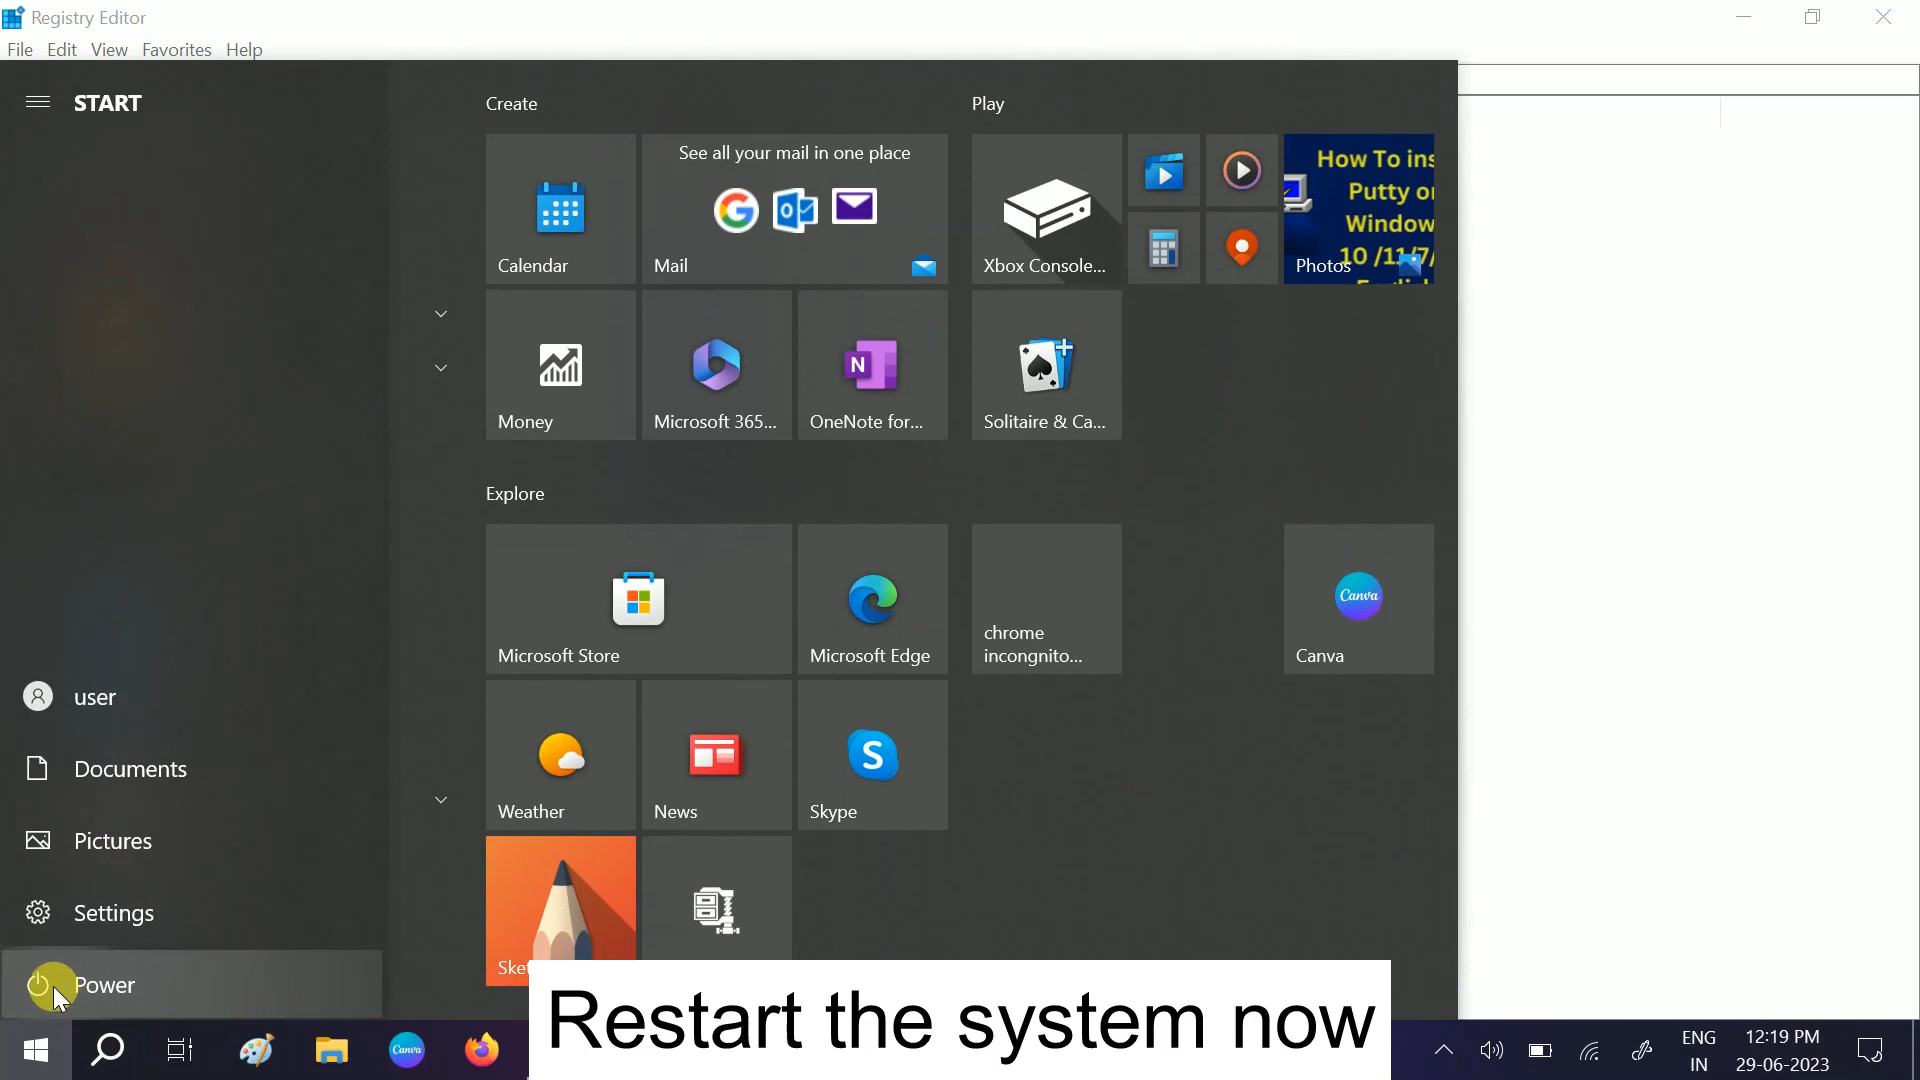 Registry Editor
File Edit View Favorites Help
START
Create
Play
See all your mail in one place
Calendar
Mail
Xbox Console...
Photos
How To ins
Putty o
Window
10 /11/7/
Money
Microsoft 365...
OneNote for...
Solitaire & Ca...
Explore
Microsoft Store
Microsoft Edge
chrome
incongnito...
Canva
Canva
user
Documents
Pictures
Settings
Power
Weather
News
Skype
S
N
Restart the system now
Canva
ENG
IN
12:19 PM
29-06-2023